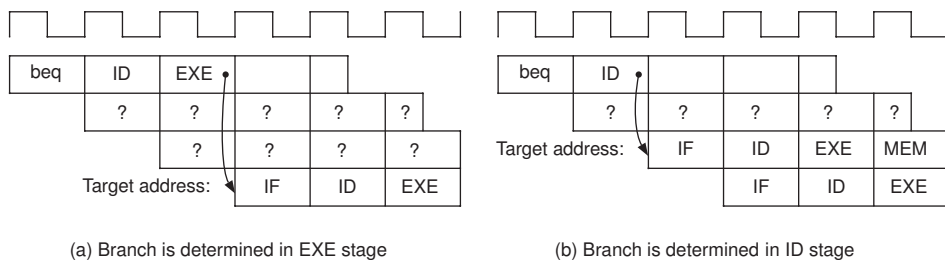 beq ID EXE
? ? ? ? ?
? ? ? ?
Target address: IF ID EXE
(a) Branch is determined in EXE stage
beq ID
? ? ? ? ?
Target address: IF ID EXE MEM
IF ID EXE
(b) Branch is determined in ID stage